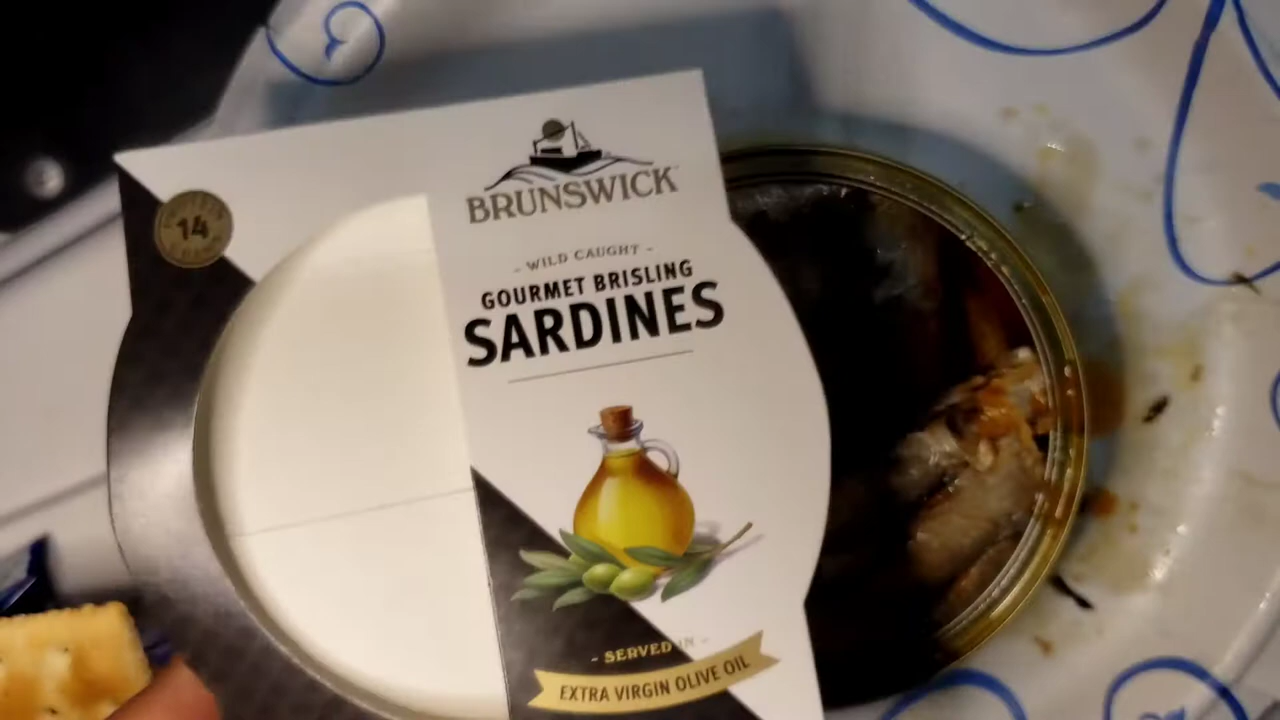 BRUNSWICK
- WILD CAUGHT -
GOURMET BRISLING
SARDINES
14
- SERVED IN -
EXTRA VIRGIN OLIVE OIL